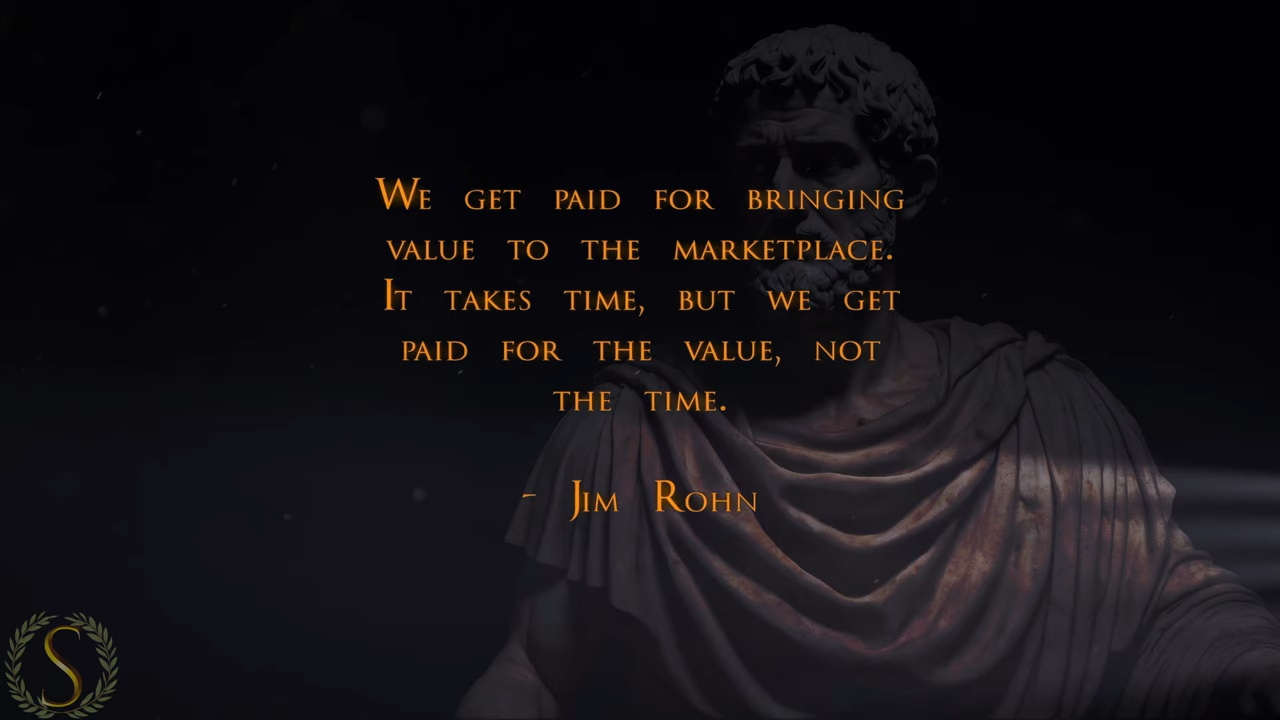 We get paid for bringing
value to the marketplace.
It takes time, but we get
paid for the value, not
the time.
- Jim Rohn
S